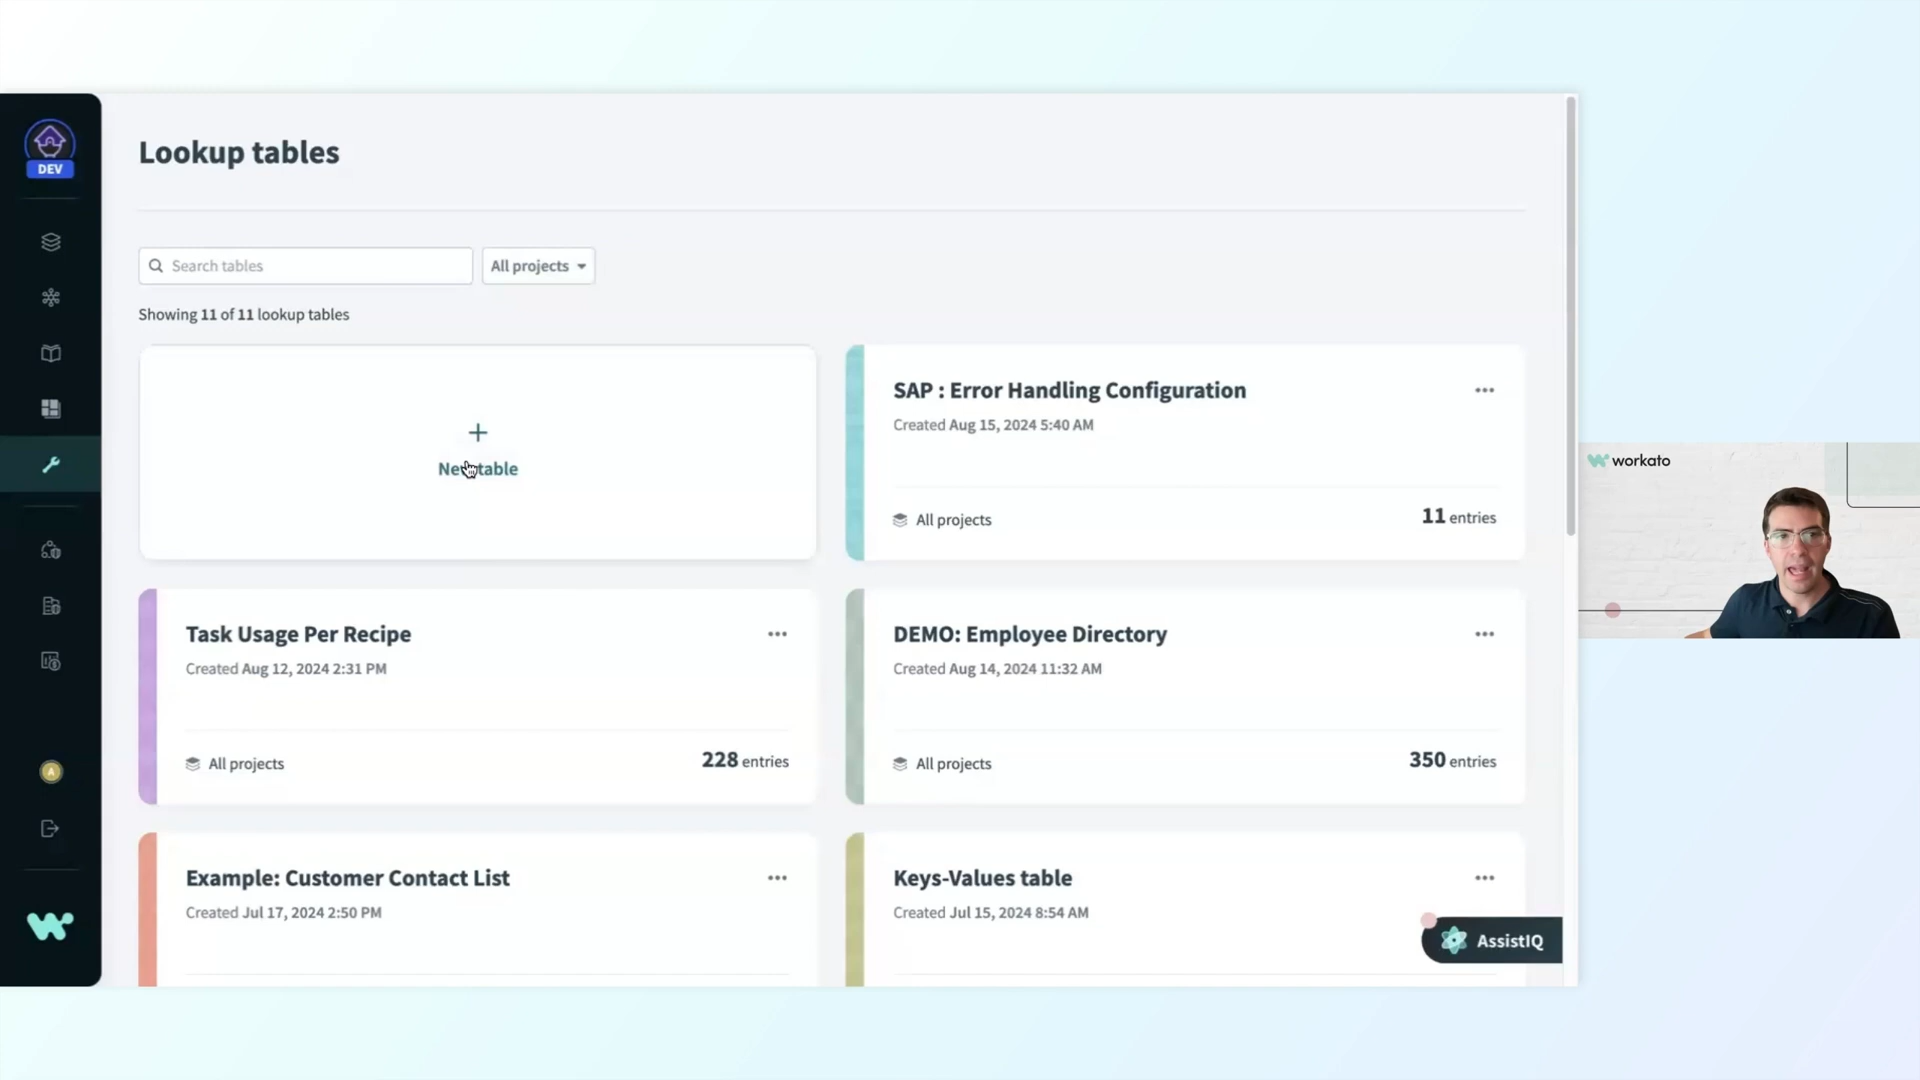 DEV
Lookup tables
Search tables
All projects
Showing 11 of 11 lookup tables
New table
SAP : Error Handling Configuration
Created Aug 15, 2024 5:40 AM
All projects
11 entries
Task Usage Per Recipe
Created Aug 12, 2024 2:31 PM
All projects
228 entries
DEMO: Employee Directory
Created Aug 14, 2024 11:32 AM
All projects
350 entries
Example: Customer Contact List
Created Jul 17, 2024 2:50 PM
Keys-Values table
Created Jul 15, 2024 8:54 AM
A
AssistIQ
workato